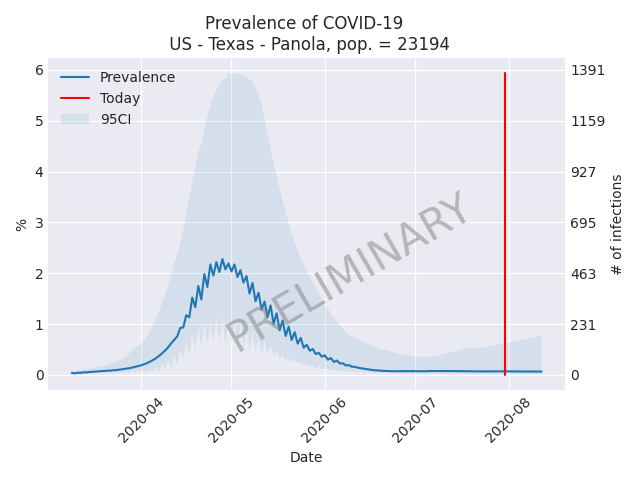 Prevalence of COVID-19
US - Texas - Panola, pop. = 23194
Prevalence
Today
95CI
6
5
4
3
2
1
0
%
1391
1159
927
695
463
231
0
# of infections
PRELIMINARY
2020-04
2020-05
2020-06
2020-07
2020-08
Date